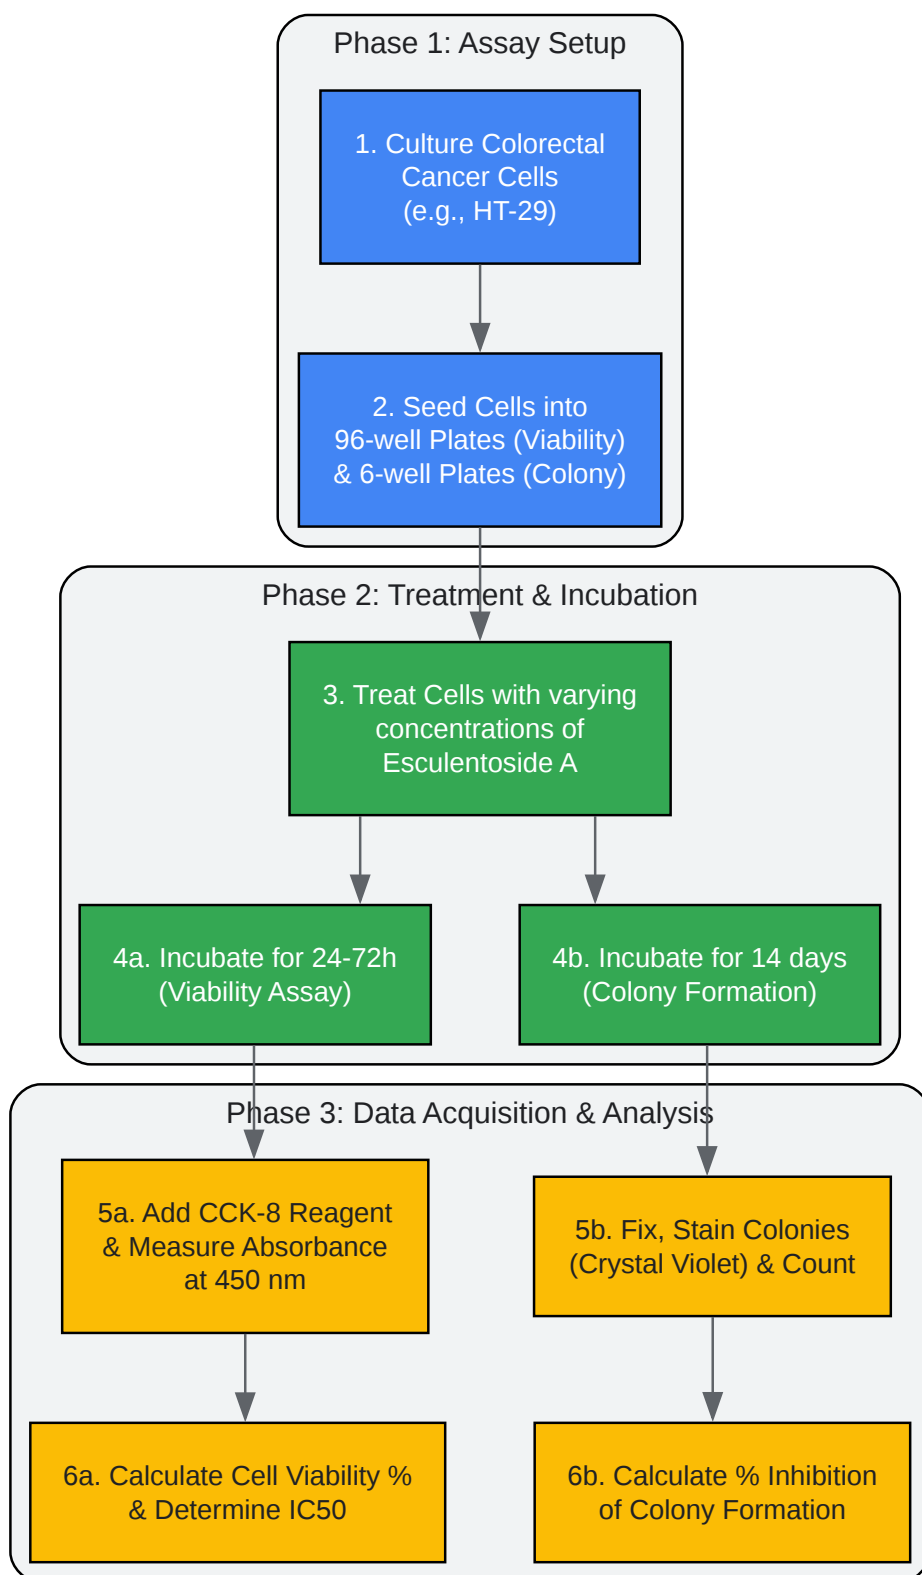 Phase 1: Assay Setup
1. Culture Colorectal
Cancer Cells
(e.g., HT-29)
2. Seed Cells into
96-well Plates (Viability)
& 6-well Plates (Colony)
Phase 2: Treatment & Incubation
3. Treat Cells with varying
concentrations of
Esculentoside A
4a. Incubate for 24-72h
(Viability Assay)
4b. Incubate for 14 days
(Colony Formation)
Phase 3: Data Acquisition & Analysis
5a. Add CCK-8 Reagent
& Measure Absorbance
at 450 nm
5b. Fix, Stain Colonies
(Crystal Violet) & Count
6a. Calculate Cell Viability %
& Determine IC50
6b. Calculate % Inhibition
of Colony Formation